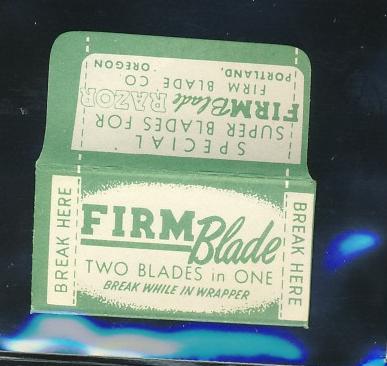 SPECIAL
SUPER BLADES FOR
FIRM Blade RAZOR
FIRM BLADE CO.
PORTLAND, OREGON
BREAK HERE
FIRM Blade
TWO BLADES in ONE
BREAK WHILE IN WRAPPER
BREAK HERE